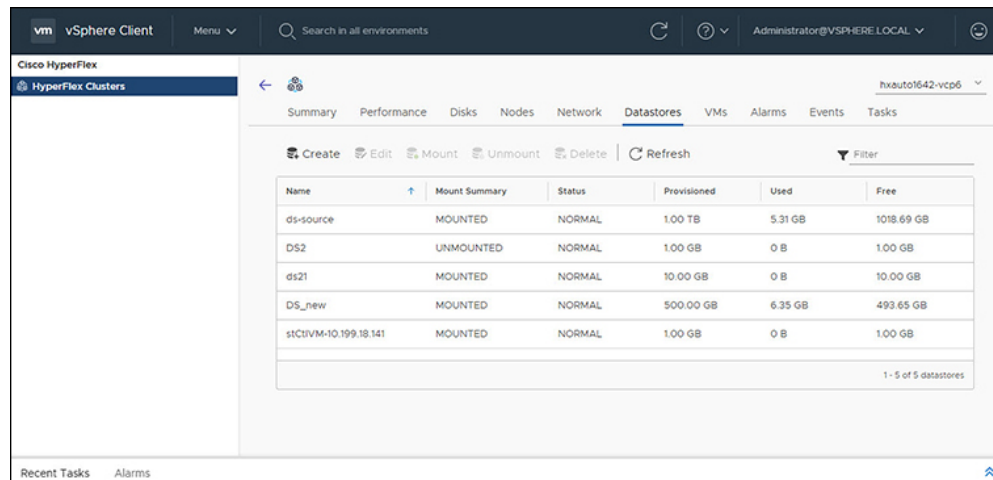 vm vSphere Client Menu Search in all environments Administrator@VSPHERE.LOCAL
Cisco HyperFlex
HyperFlex Clusters
hxauto1642-vcp6
Summary Performance Disks Nodes Network Datastores VMs Alarms Events Tasks
Create Edit Mount Unmount Delete Refresh Filter
Name Mount Summary Status Provisioned Used Free
ds-source MOUNTED NORMAL 1.00 TB 5.31 GB 1018.69 GB
DS2 UNMOUNTED NORMAL 1.00 GB 0 B 1.00 GB
ds21 MOUNTED NORMAL 10.00 GB 0 B 10.00 GB
DS_new MOUNTED NORMAL 500.00 GB 6.35 GB 493.65 GB
stCtlVM-10.199.18.141 MOUNTED NORMAL 1.00 GB 0 B 1.00 GB
1 - 5 of 5 datastores
Recent Tasks Alarms